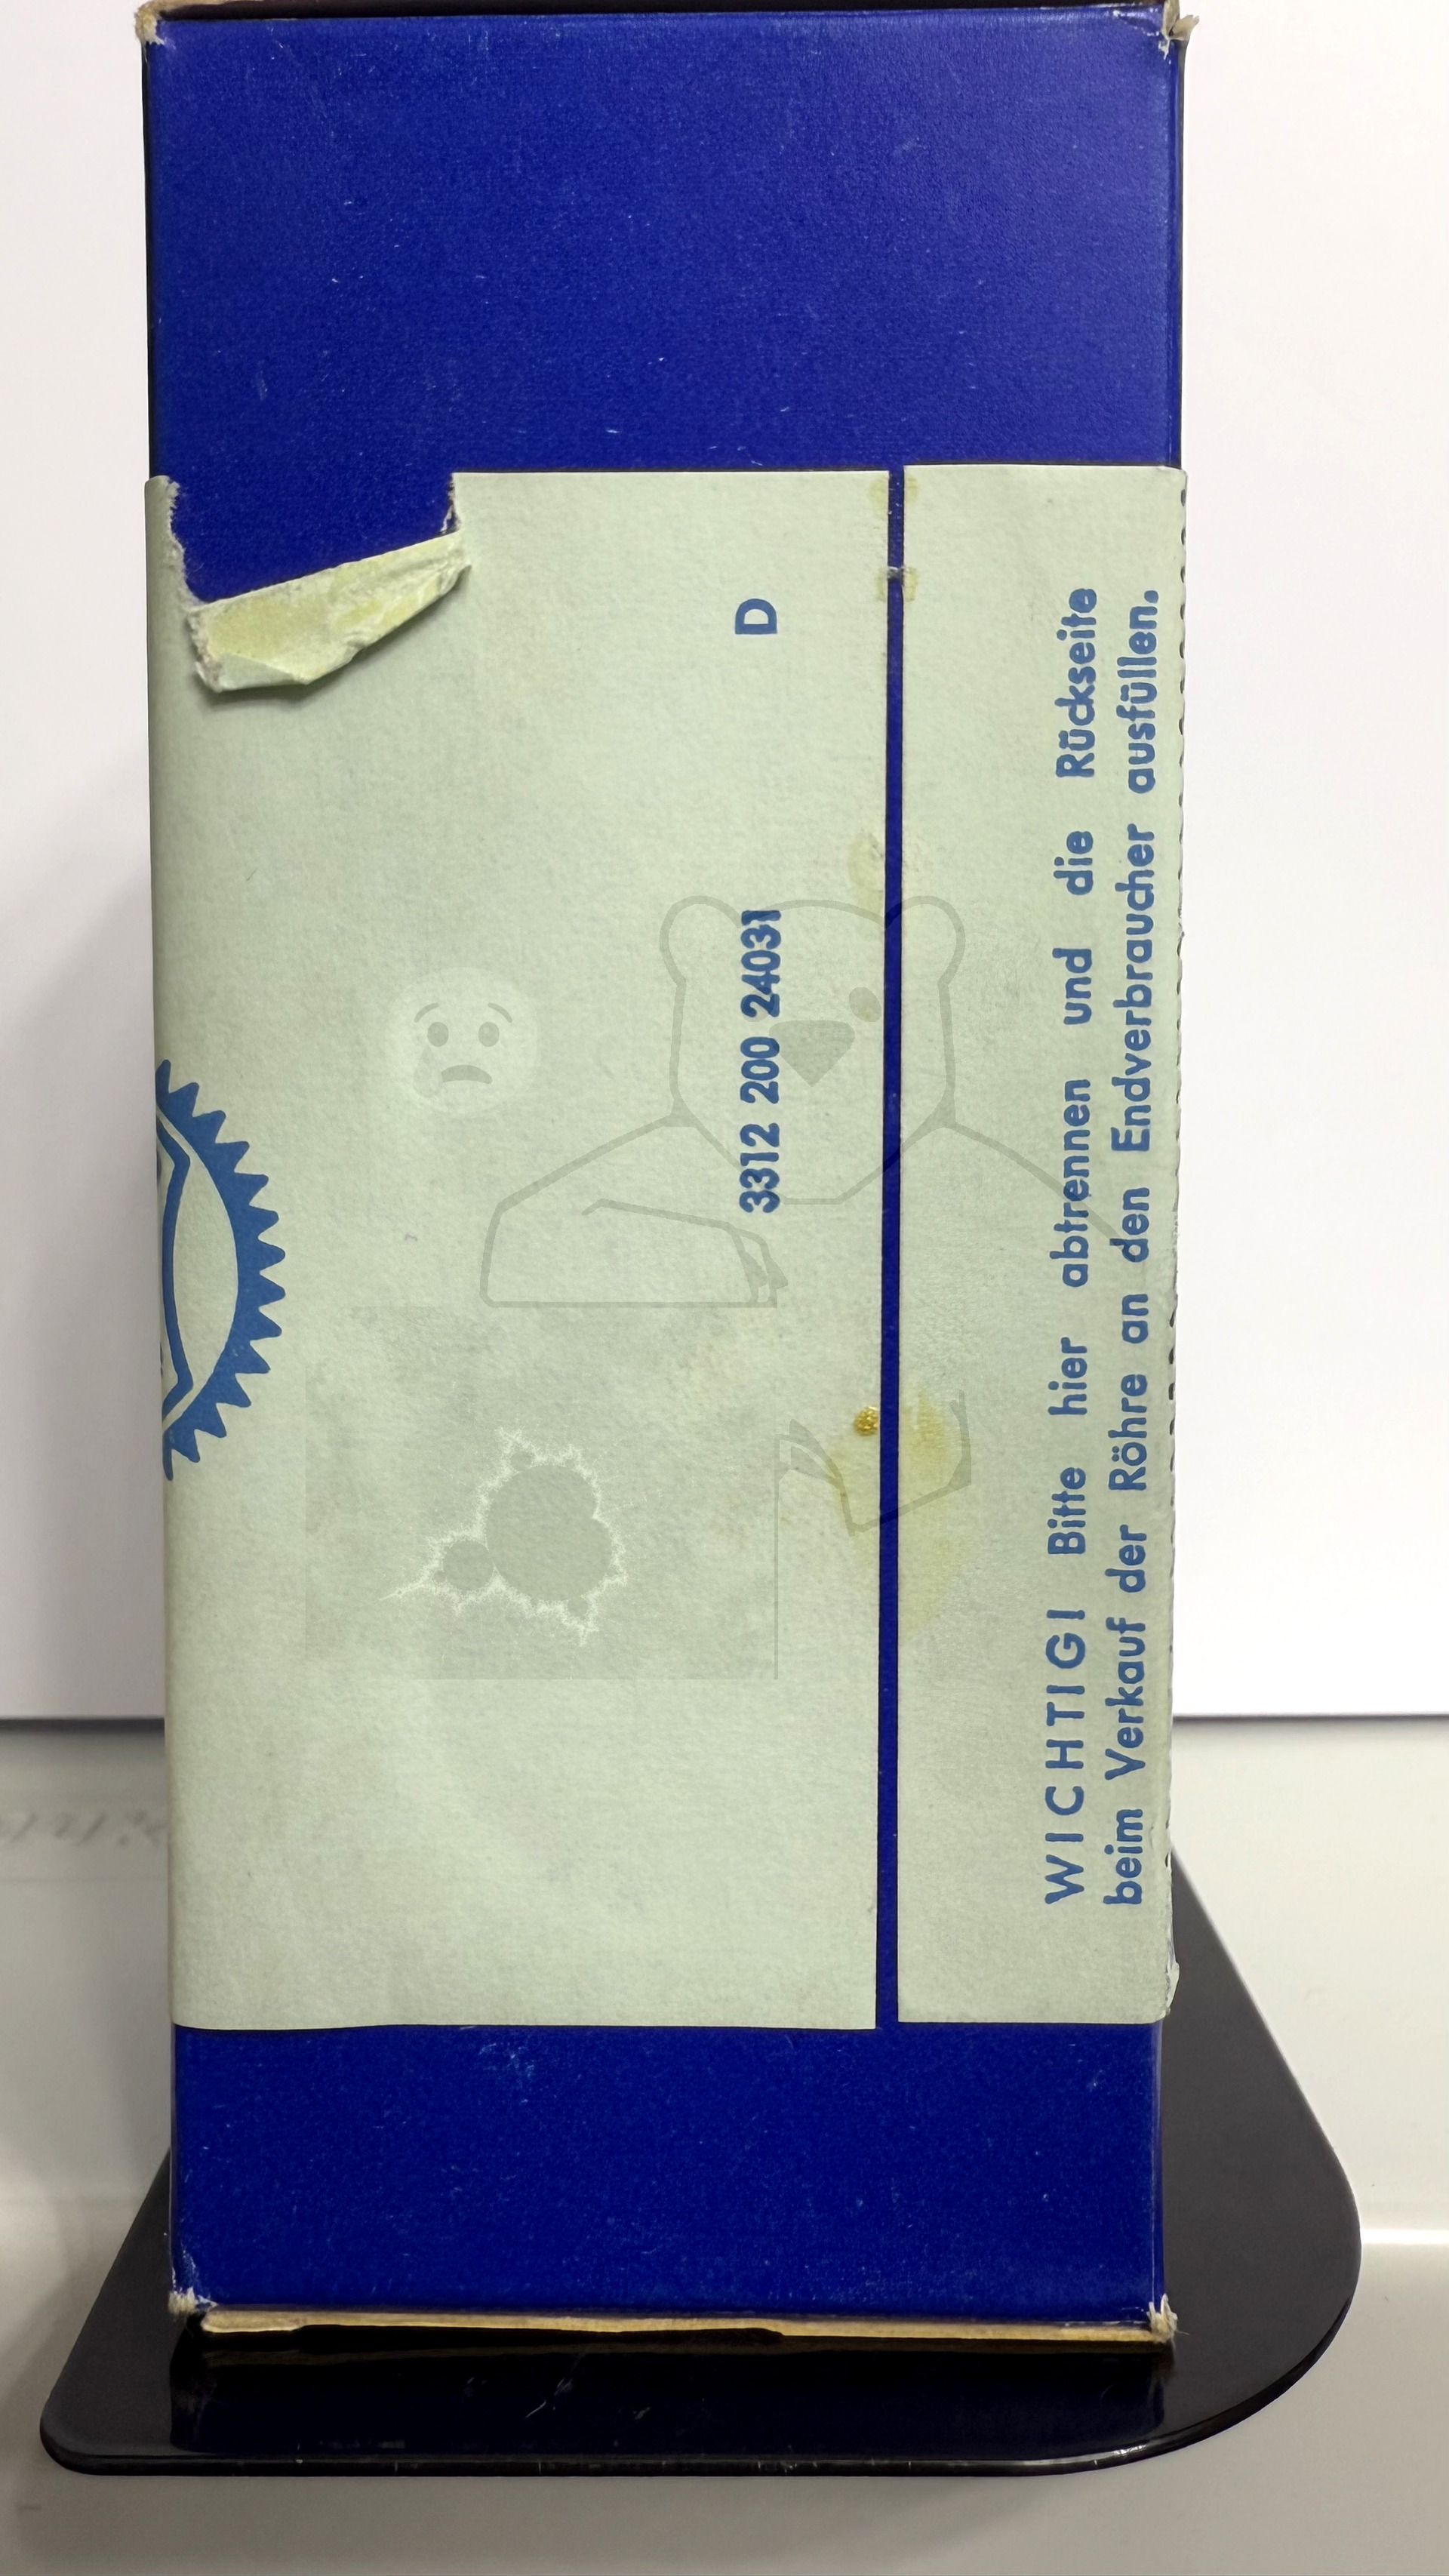 D
3312 200 24031
WICHTIG! Bitte hier abtrennen und die Rückseite
beim Verkauf der Röhre an den Endverbraucher ausfüllen.